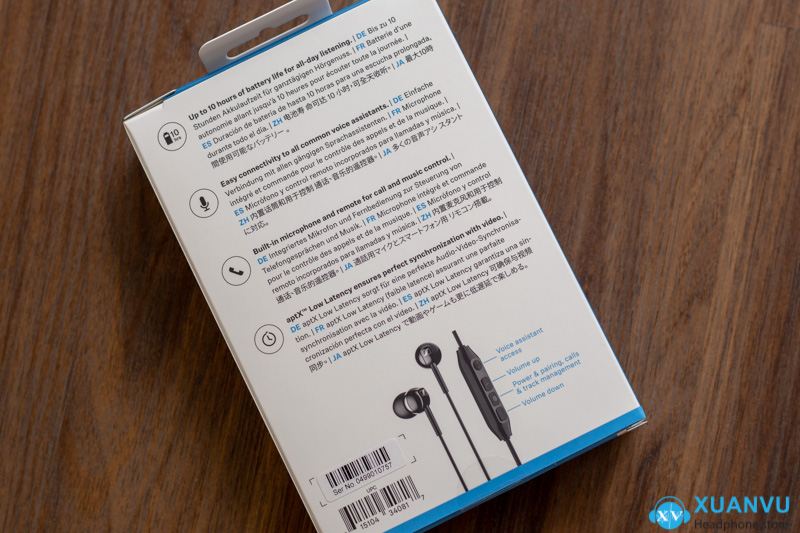 10
hrs
Up to 10 hours of battery life for all-day listening. | DE Bis zu 10
Stunden Akkulaufzeit für ganztägigen Hörgenuss. | FR Batterie d'une
autonomie allant jusqu'à 10 heures pour écouter toute la journée. |
ES Duración de batería de hasta 10 horas para una escucha prolongada,
durante todo el día. | ZH 电池寿命可达 10 小时,可全天收听。 | JA 最大10時
間使用可能なバッテリー。
Easy connectivity to all common voice assistants. | DE Einfache
Verbindung mit allen gängigen Sprachassistenten. | FR Microphone
intégré et commande pour le contrôle des appels et de la musique. |
ES Micrófono y control remoto incorporados para llamadas y música. |
ZH 内置话筒和用于控制 通话、音乐的遥控器。 | JA 多くの音声アシ スタント
に対応。
Built-in microphone and remote for call and music control. |
DE Integriertes Mikrofon und Fernbedienung zur Steuerung von
Telefongesprächen und Musik. | FR Microphone intégré et commande
pour le contrôle des appels et de la musique. | ES Micrófono y control
remoto incorporados para llamadas y música. | ZH 内置麦克风和用于控制
通话、音乐的遥控器。 | JA 通話用マイクとスマートフォン用 リモコン搭載。
aptX™ Low Latency ensures perfect synchronization with video. |
DE aptX Low Latency sorgt für eine perfekte Audio-Video-Synchronisa-
tion. | FR aptX Low Latency (faible latence) assurant une parfaite
synchronisation avec la vidéo. | ES aptX Low Latency garantiza una sin-
cronización perfecta con el video. | ZH aptX Low Latency 可确保与视频
同步。 | JA aptX Low Latency で動画やゲームも更に低遅延で楽しめる。
Voice assistant
access
Volume up
Power & pairing, calls
& track management
Volume down
Ser No 0499010757
UPC
15104 34081 7
XV
XUANVU
Headphone store